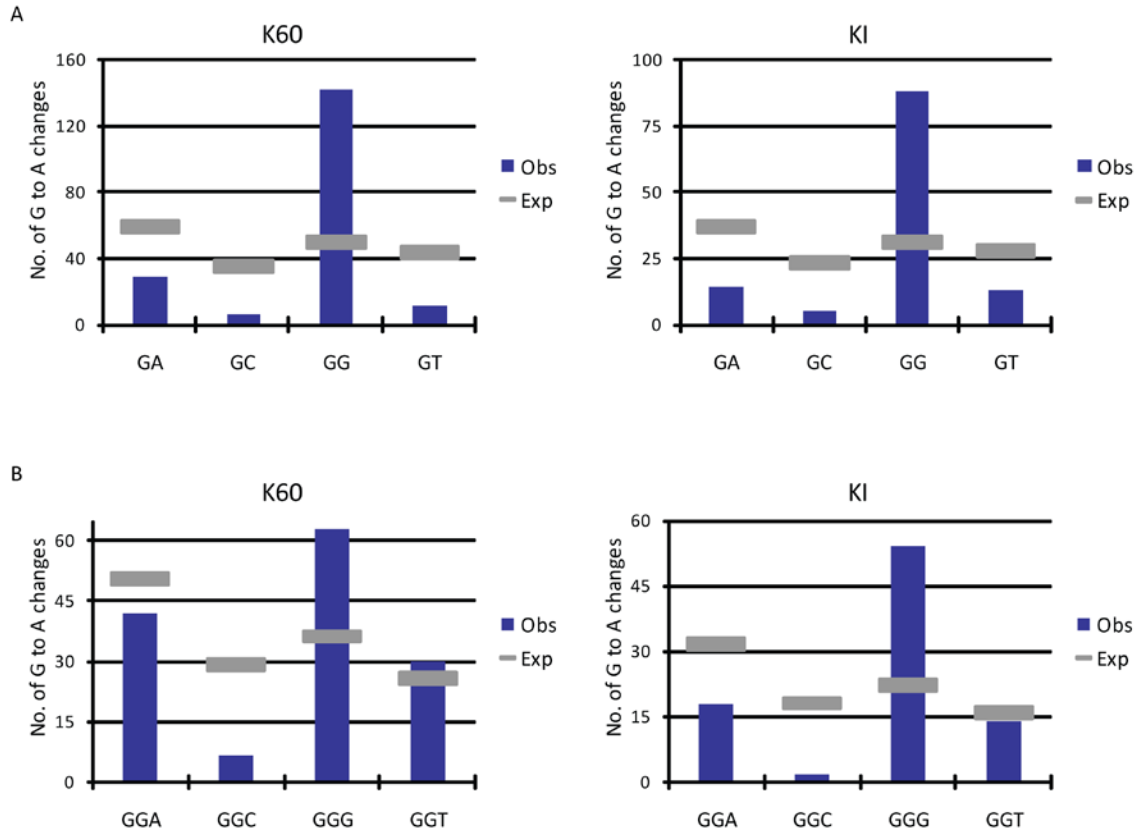 A
K60
No. of G to A changes
160
120
80
40
0
GA GC GG GT
Obs
Exp
KI
No. of G to A changes
100
75
50
25
0
GA GC GG GT
Obs
Exp
B
K60
No. of G to A changes
60
45
30
15
0
GGA GGC GGG GGT
Obs
Exp
KI
No. of G to A changes
60
45
30
15
0
GGA GGC GGG GGT
Obs
Exp